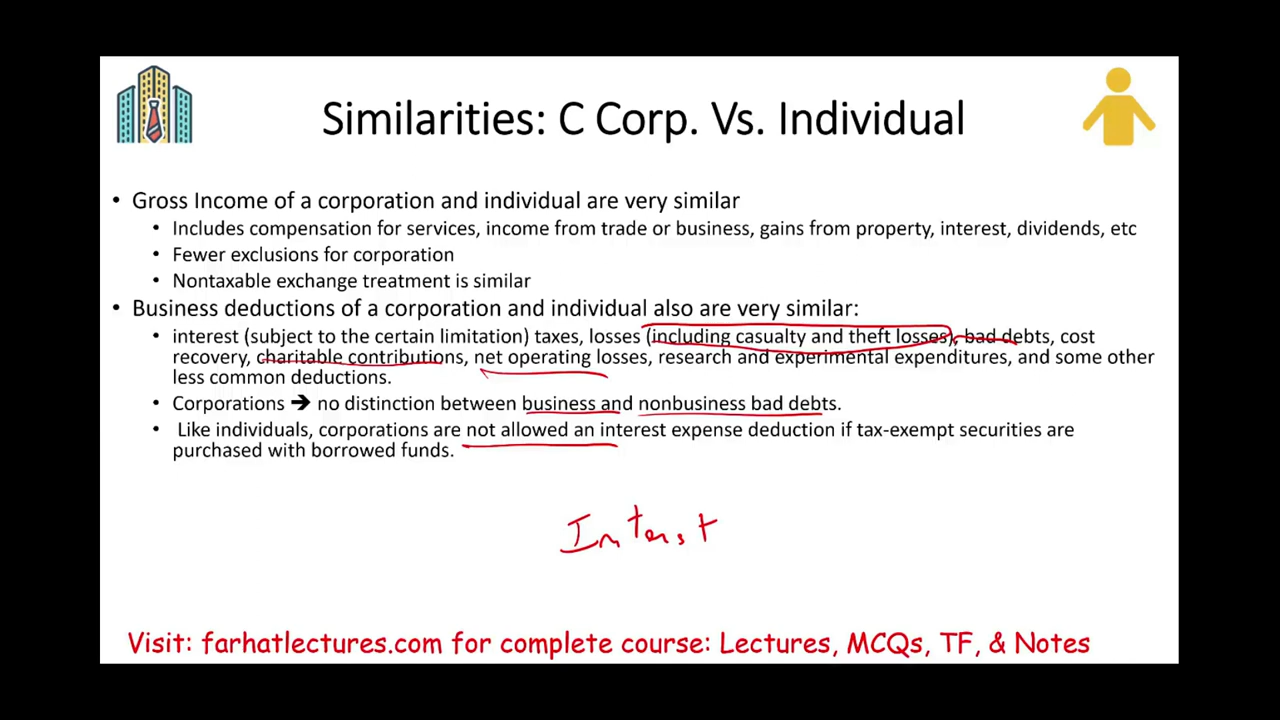 Similarities: C Corp. Vs. Individual
• Gross Income of a corporation and individual are very similar
• Includes compensation for services, income from trade or business, gains from property, interest, dividends, etc
• Fewer exclusions for corporation
• Nontaxable exchange treatment is similar
• Business deductions of a corporation and individual also are very similar:
• interest (subject to the certain limitation) taxes, losses (including casualty and theft losses), bad debts, cost
recovery, charitable contributions, net operating losses, research and experimental expenditures, and some other
less common deductions.
• Corporations ➔ no distinction between business and nonbusiness bad debts.
• Like individuals, corporations are not allowed an interest expense deduction if tax-exempt securities are
purchased with borrowed funds.
Interst
Visit: farhatlectures.com for complete course: Lectures, MCQs, TF, & Notes